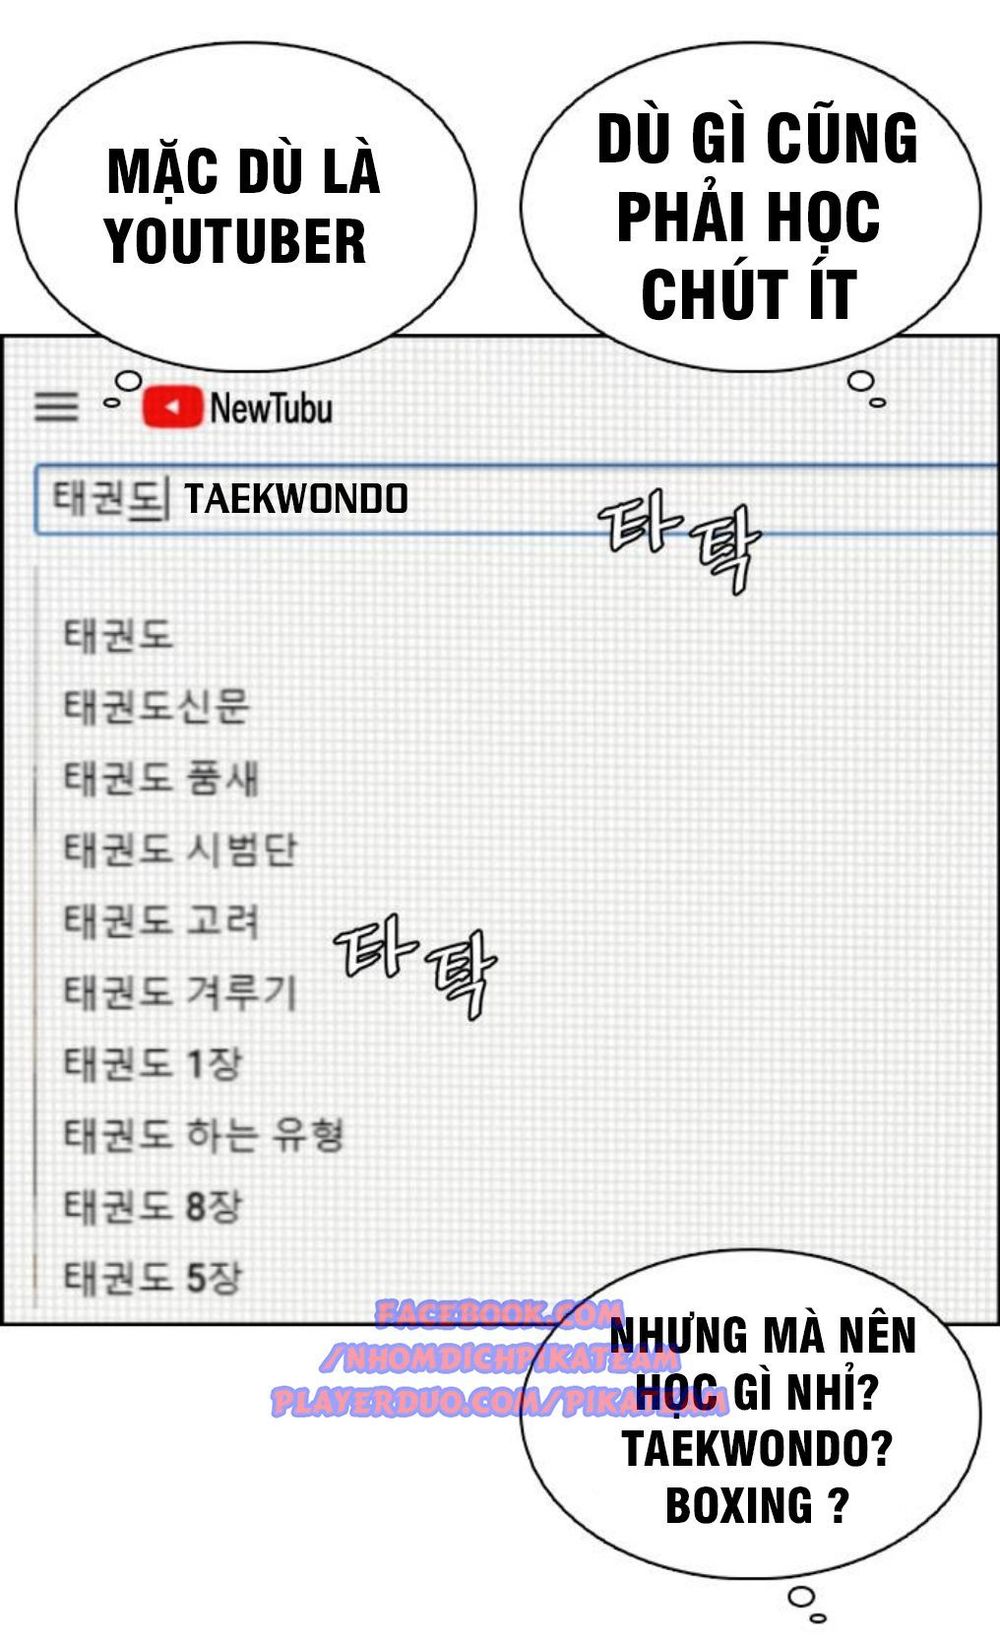 MẶC DÙ LÀ
YOUTUBER
DÙ GÌ CŨNG
PHẢI HỌC
CHÚT ÍT
NewTubu
태권도 TAEKWONDO
타 탁
태권도
태권도신문
태권도 품새
태권도 시범단
태권도 고려
타 탁
태권도 겨루기
태권도 1장
태권도 하는 유형
태권도 8장
태권도 5장
FACEBOOK.COM
/NHOMDICHPIKATEAM
PLAYERDUO.COM/PIKATEAM
NHƯNG MÀ NÊN
HỌC GÌ NHỈ?
TAEKWONDO?
BOXING ?